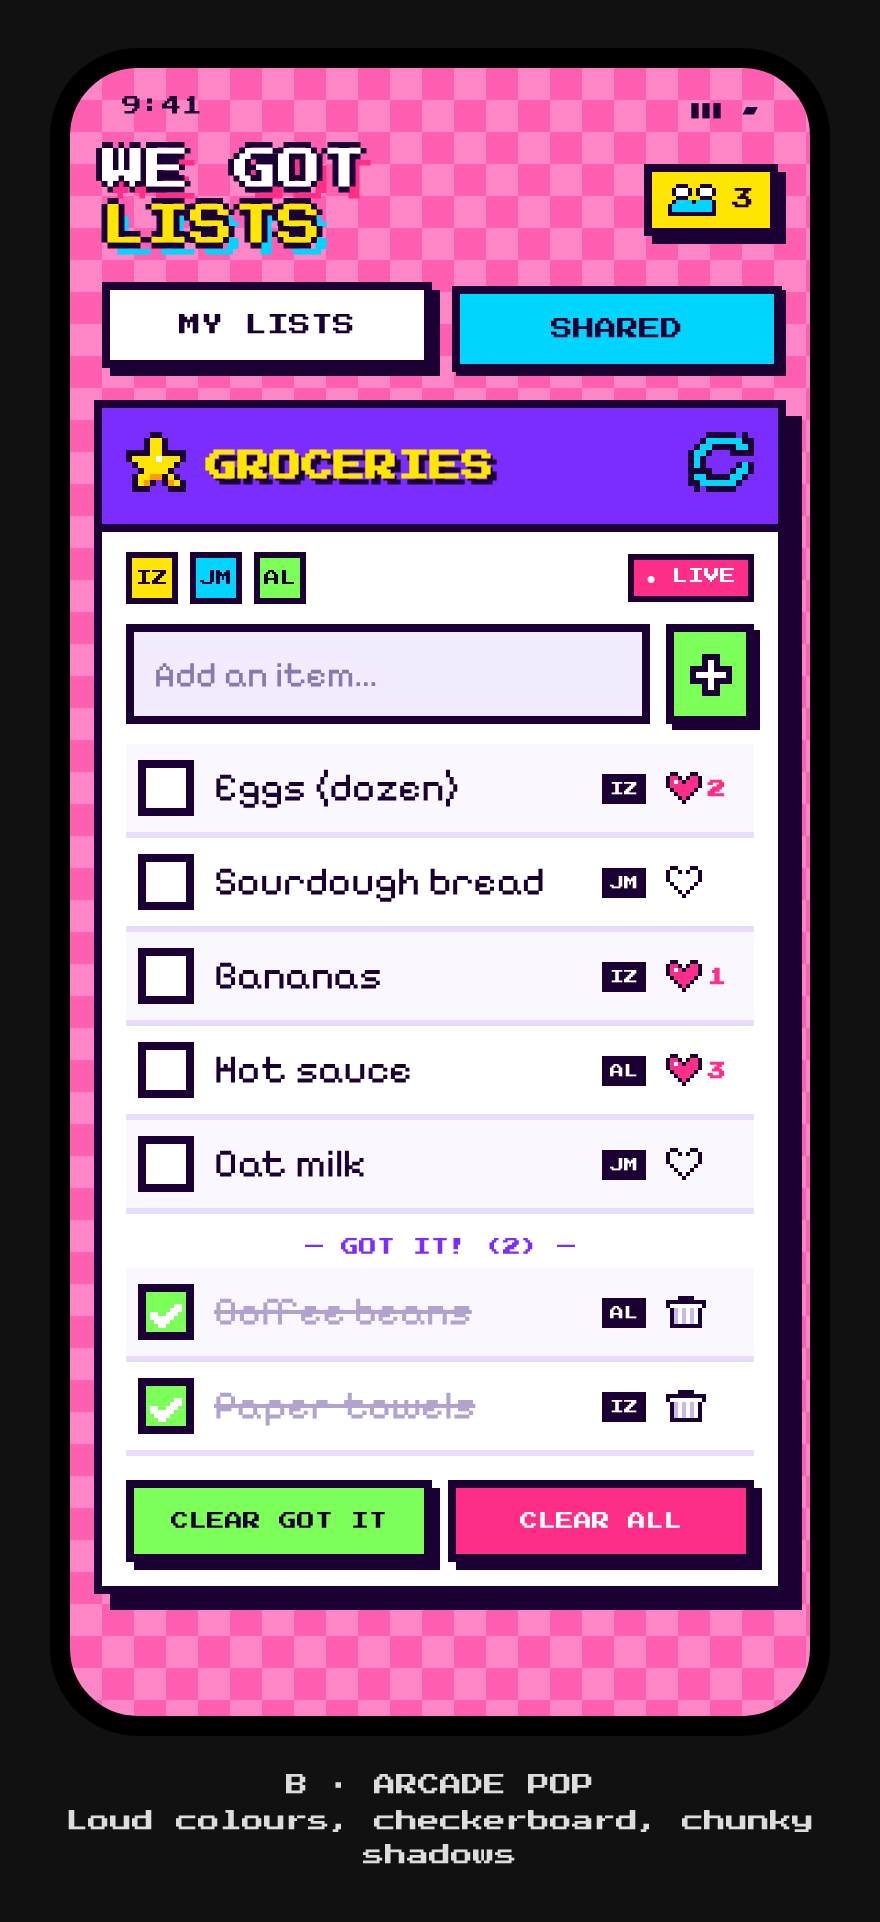 9:41
WE GOT
LISTS
3
MY LISTS
SHARED
GROCERIES
IZ JM AL
• LIVE
Add an item...
Eggs (dozen) IZ 2
Sourdough bread JM
Bananas IZ 1
Hot sauce AL 3
Oat milk JM
— GOT IT! (2) —
Coffee beans AL
Paper towels IZ
CLEAR GOT IT
CLEAR ALL
B · ARCADE POP
Loud colours, checkerboard, chunky
shadows